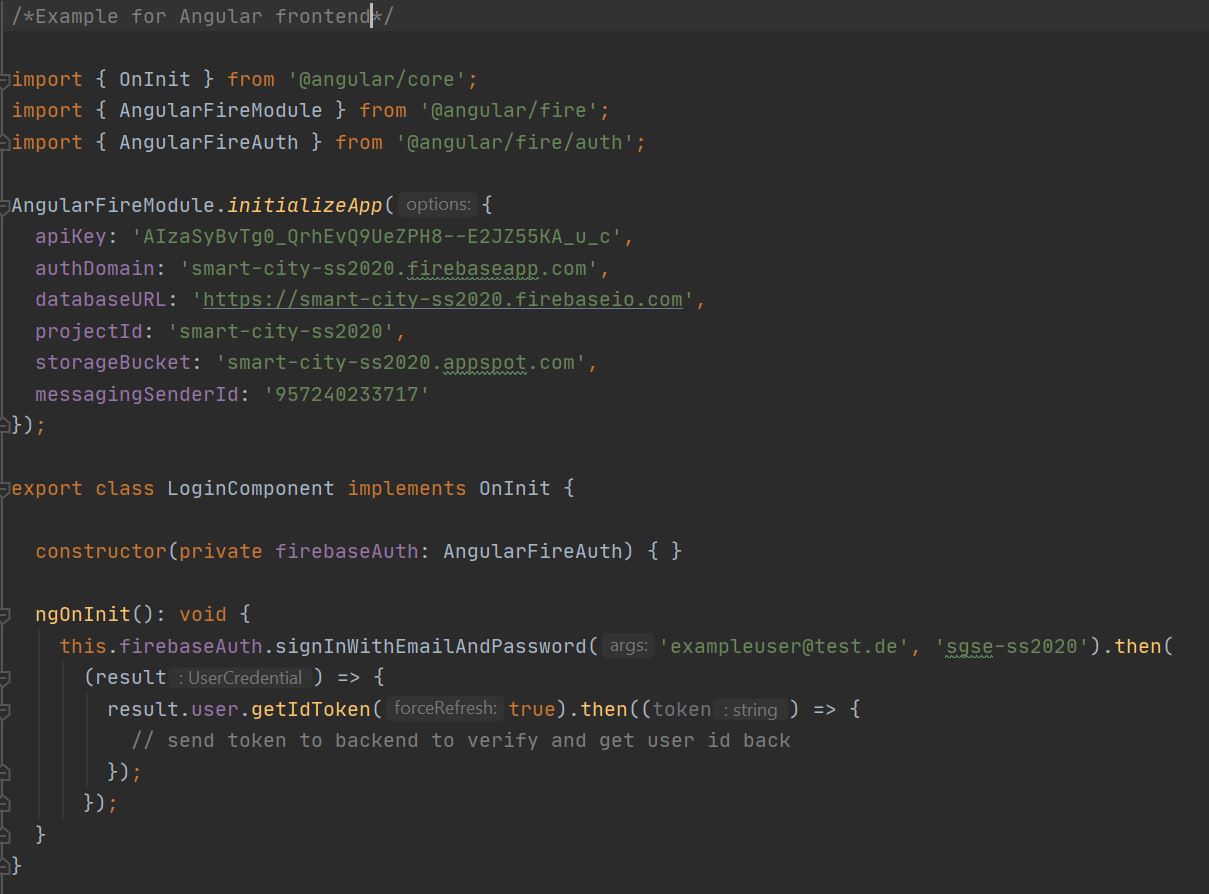 /*Example for Angular frontend*/
import { OnInit } from '@angular/core';
import { AngularFireModule } from '@angular/fire';
import { AngularFireAuth } from '@angular/fire/auth';
AngularFireModule.initializeApp( options: {
apiKey: 'AIzaSyBvTg0_QrhEvQ9UeZPH8--E2JZ55KA_u_c',
authDomain: 'smart-city-ss2020.firebaseapp.com',
databaseURL: 'https://smart-city-ss2020.firebaseio.com',
projectId: 'smart-city-ss2020',
storageBucket: 'smart-city-ss2020.appspot.com',
messagingSenderId: '957240233717'
});
export class LoginComponent implements OnInit {
constructor(private firebaseAuth: AngularFireAuth) { }
ngOnInit(): void {
this.firebaseAuth.signInWithEmailAndPassword( args: 'exampleuser@test.de', 'sgse-ss2020').then(
(result : UserCredential ) => {
result.user.getIdToken( forceRefresh: true).then((token : string ) => {
// send token to backend to verify and get user id back
});
});
}
}